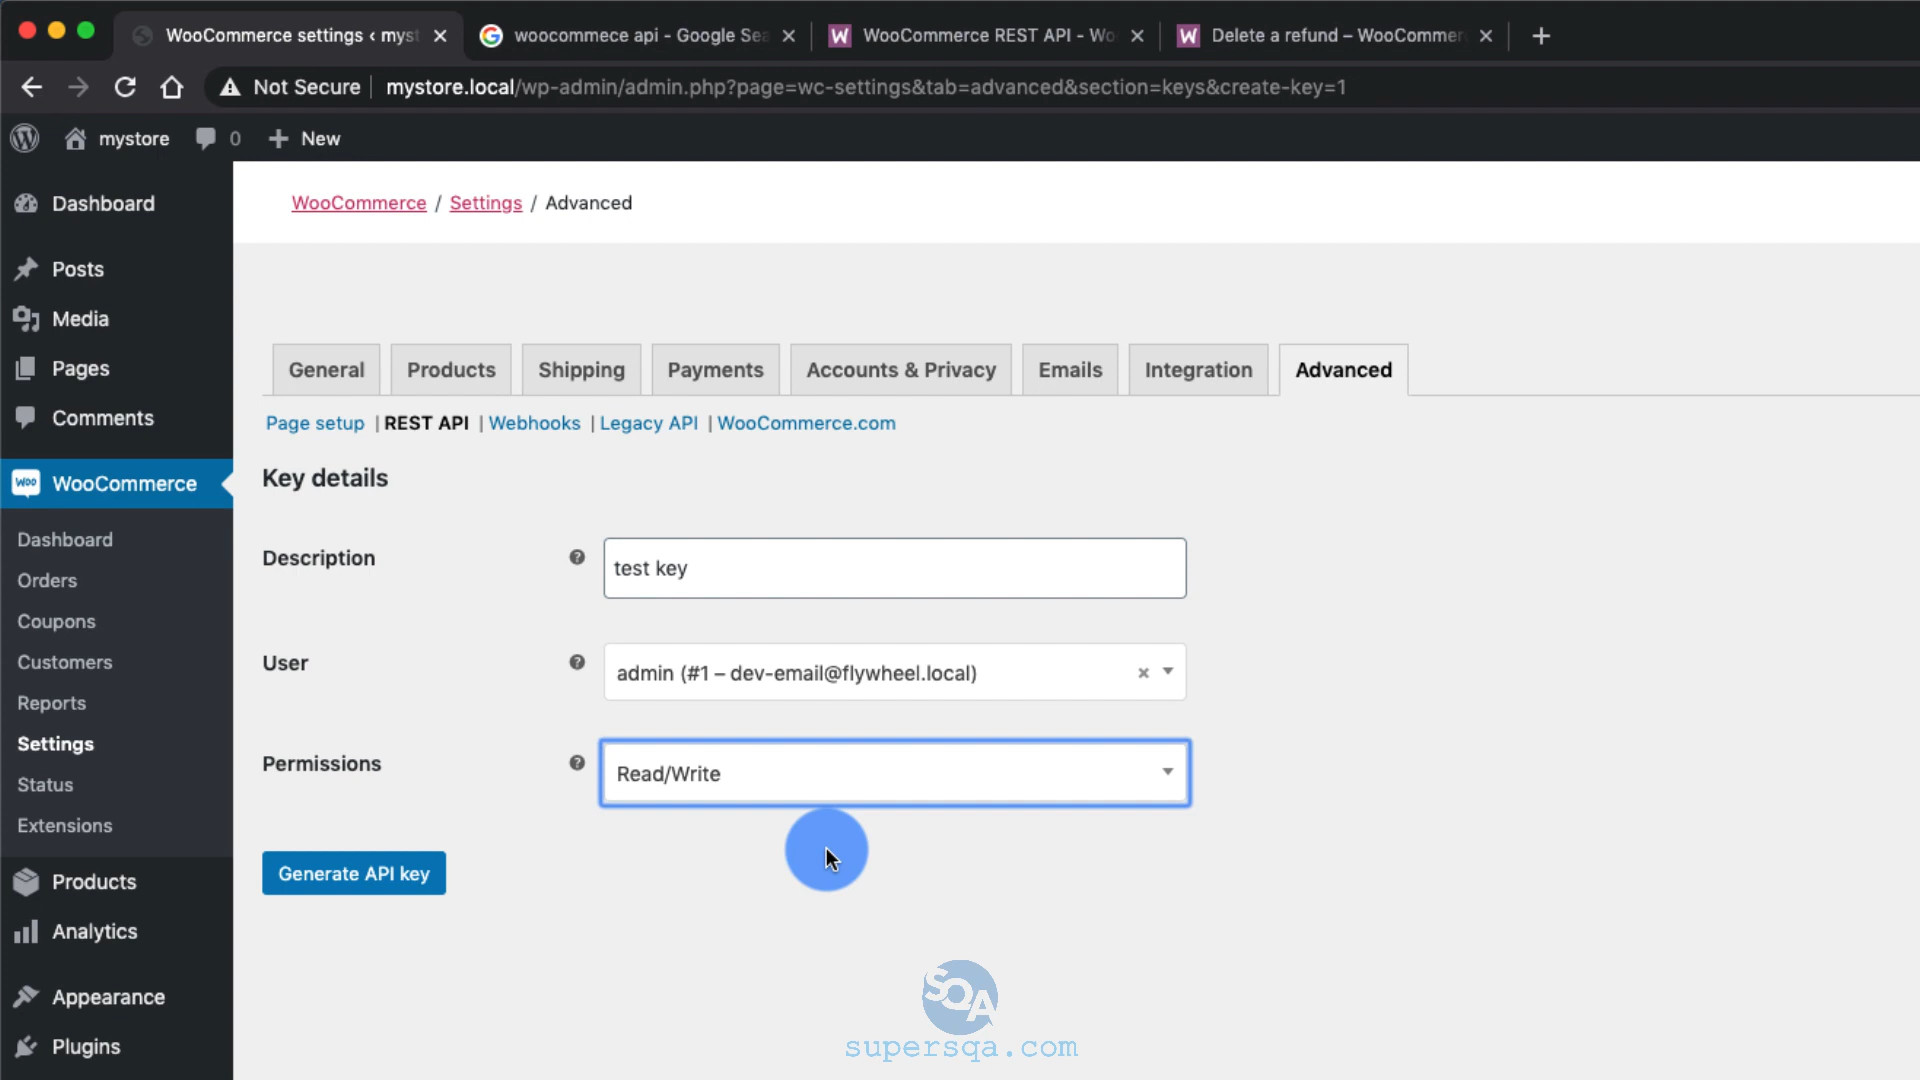 WooCommerce settings ‹ myst
woocommece api - Google Sea
WooCommerce REST API - Wo
Delete a refund – WooCommer
Not Secure
mystore.local/wp-admin/admin.php?page=wc-settings&tab=advanced&section=keys&create-key=1
mystore
0
+ New
Dashboard
Posts
Media
Pages
Comments
WooCommerce
Dashboard
Orders
Coupons
Customers
Reports
Settings
Status
Extensions
Products
Analytics
Appearance
Plugins
WooCommerce / Settings / Advanced
General
Products
Shipping
Payments
Accounts & Privacy
Emails
Integration
Advanced
Page setup | REST API | Webhooks | Legacy API | WooCommerce.com
Key details
Description
test key
User
admin (#1 – dev-email@flywheel.local)
Permissions
Read/Write
Generate API key
SQA
supersqa.com